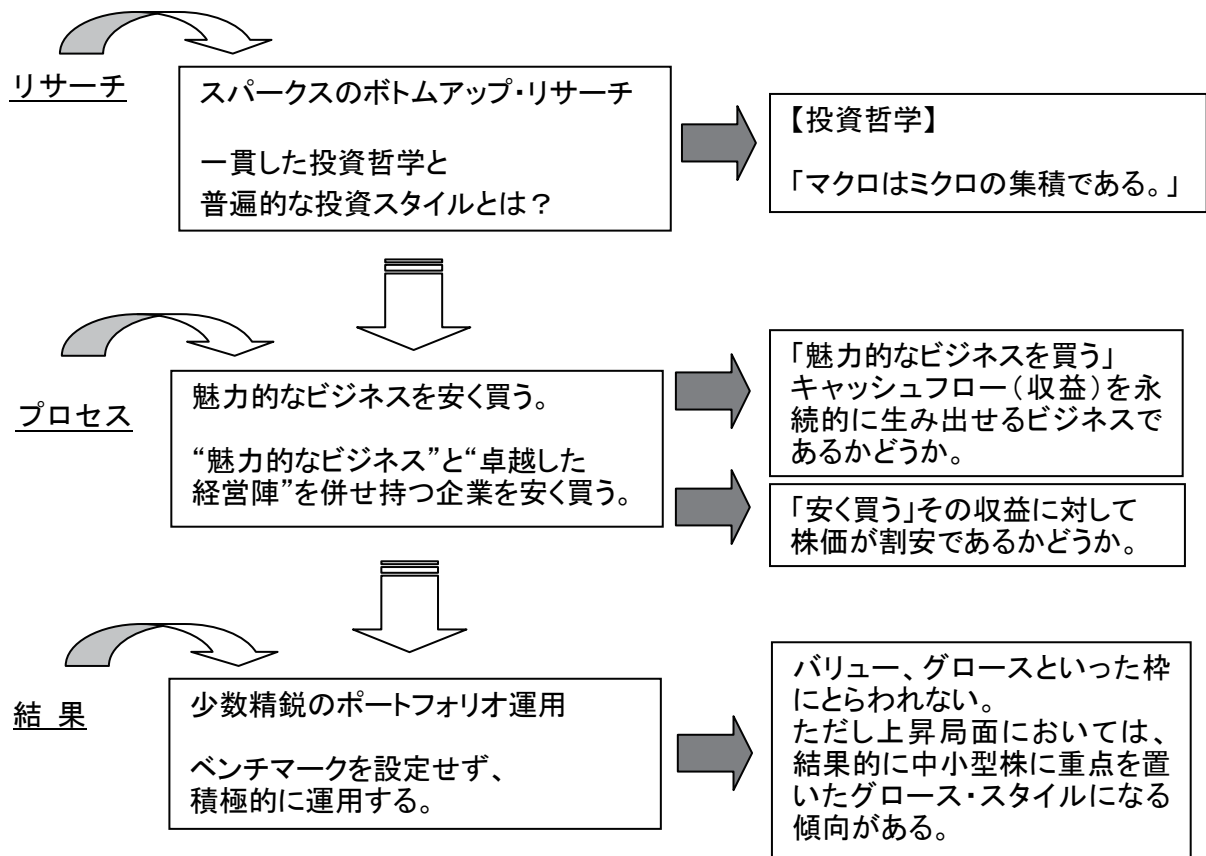 リサーチ
スパークスのボトムアップ・リサーチ
一貫した投資哲学と
普遍的な投資スタイルとは？
【投資哲学】
「マクロはミクロの集積である。」
プロセス
魅力的なビジネスを安く買う。
“魅力的なビジネス”と“卓越した
経営陣”を併せ持つ企業を安く買う。
「魅力的なビジネスを買う」
キャッシュフロー（収益）を永
続的に生み出せるビジネスで
あるかどうか。
「安く買う」その収益に対して
株価が割安であるかどうか。
結 果
少数精鋭のポートフォリオ運用
ベンチマークを設定せず、
積極的に運用する。
バリュー、グロースといった枠
にとらわれない。
ただし上昇局面においては、
結果的に中小型株に重点を置
いたグロース・スタイルになる
傾向がある。